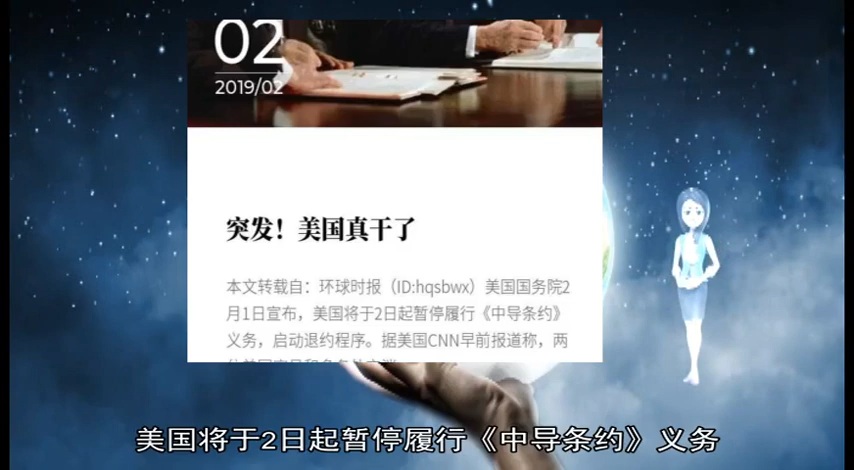 02
2019/02
突发！美国真干了
本文转载自：环球时报（ID:hqsbwx）美国国务院2
月1日宣布，美国将于2日起暂停履行《中导条约》
义务，启动退约程序。据美国CNN早前报道称，两
美国将于2日起暂停履行《中导条约》义务